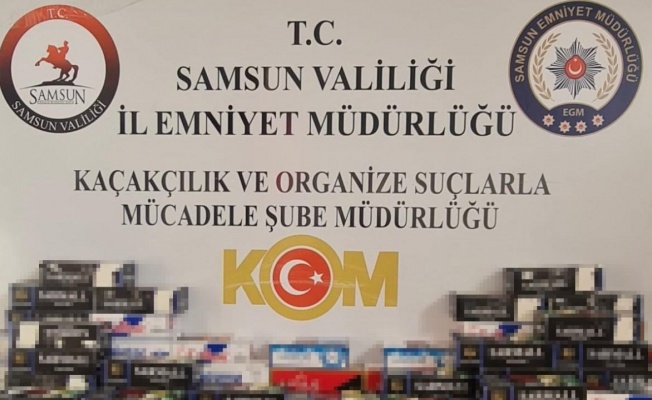 T.C.
SAMSUN VALİLİĞİ
İL EMNİYET MÜDÜRLÜĞÜ
KAÇAKÇILIK VE ORGANİZE SUÇLARLA
MÜCADELE ŞUBE MÜDÜRLÜĞÜ
KOM
SAMSUN
SAMSUN VALİLİĞİ
SAMSUN EMNİYET MÜDÜRLÜĞÜ
EGM